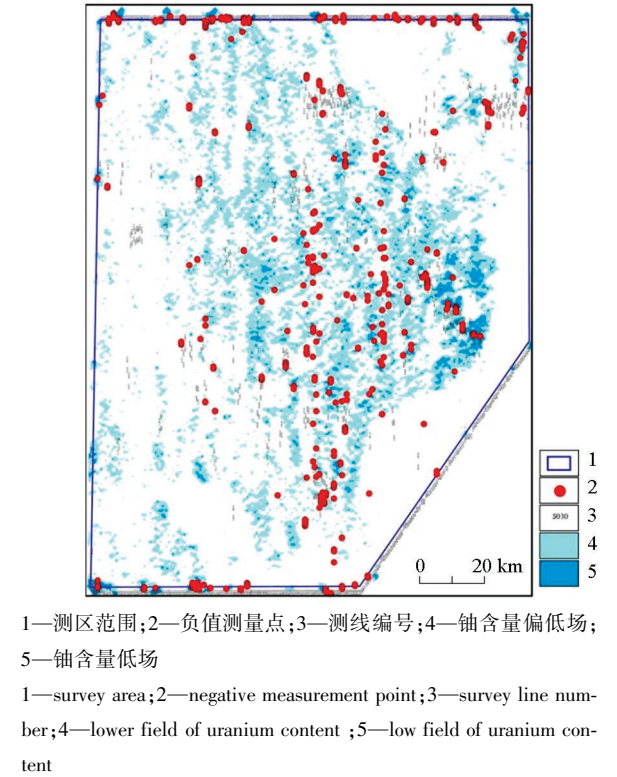 1
2
5030
3
4
5
0 20 km
1—测区范围;2—负值测量点;3—测线编号;4—铀含量偏低场;
5—铀含量低场
1—survey area;2—negative measurement point;3—survey line num-
ber;4—lower field of uranium content ;5—low field of uranium con-
tent